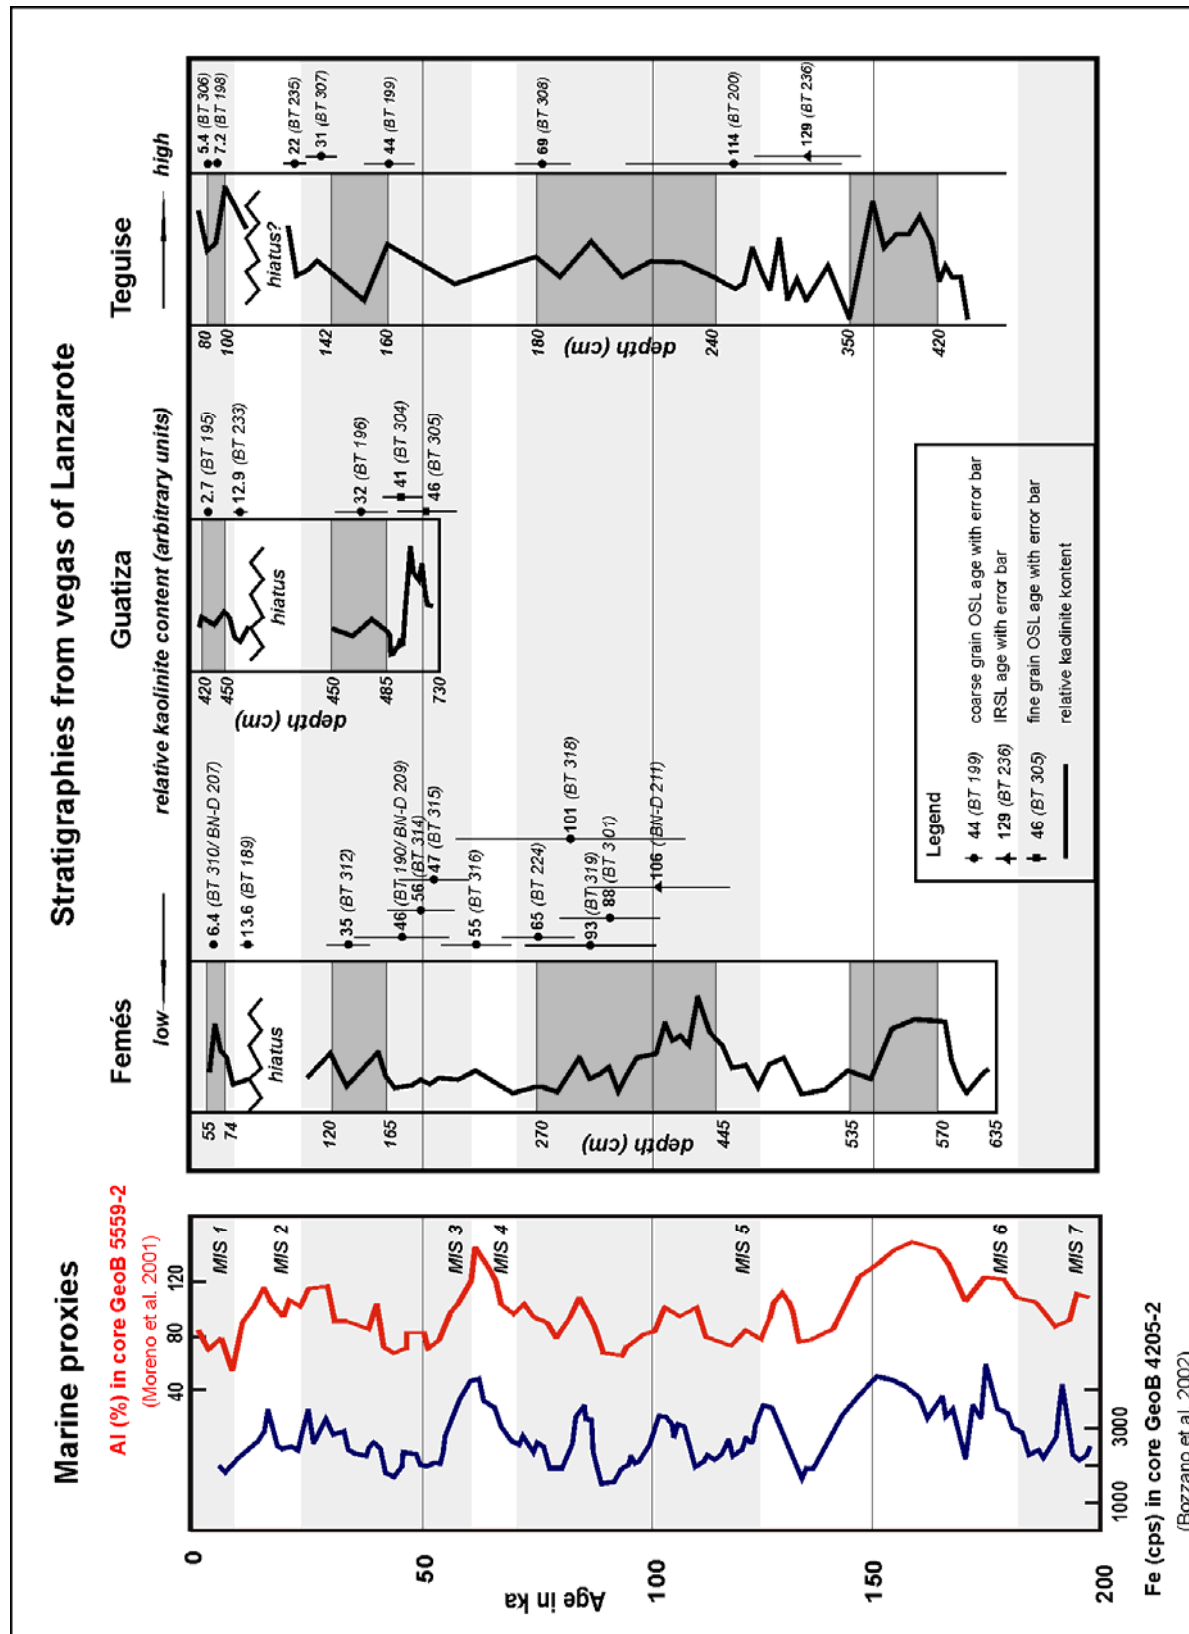 Stratigraphies from vegas of Lanzarote
Marine proxies
Al (%) in core GeoB 5559-2
(Moreno et al. 2001)
40
80
120
MIS 1
MIS 2
MIS 3
MIS 4
MIS 5
MIS 6
MIS 7
0
50
100
150
200
Age in ka
1000
3000
Fe (cps) in core GeoB 4205-2
(Bozzano et al. 2002)
low
relative kaolinite content (arbitrary units)
high
Femés
55
74
120
165
270
445
535
570
635
depth (cm)
hiatus
6.4 (BT 310/ BN-D 207)
13.6 (BT 189)
35 (BT 312)
46 (BT 190/ BN-D 209)
56 (BT 314)
47 (BT 315)
55 (BT 316)
65 (BT 224)
101 (BT 318)
93 (BT 319)
88 (BT 301)
106 (BN-D 211)
Guatiza
420
450
450
485
730
depth (cm)
hiatus
2.7 (BT 195)
12.9 (BT 233)
32 (BT 196)
41 (BT 304)
46 (BT 305)
Teguise
80
100
142
160
180
240
350
420
depth (cm)
hiatus?
5.4 (BT 306)
7.2 (BT 198)
22 (BT 235)
31 (BT 307)
44 (BT 199)
69 (BT 308)
114 (BT 200)
129 (BT 236)
Legend
44 (BT 199) coarse grain OSL age with error bar
129 (BT 236) IRSL age with error bar
46 (BT 305) fine grain OSL age with error bar
relative kaolinite kontent